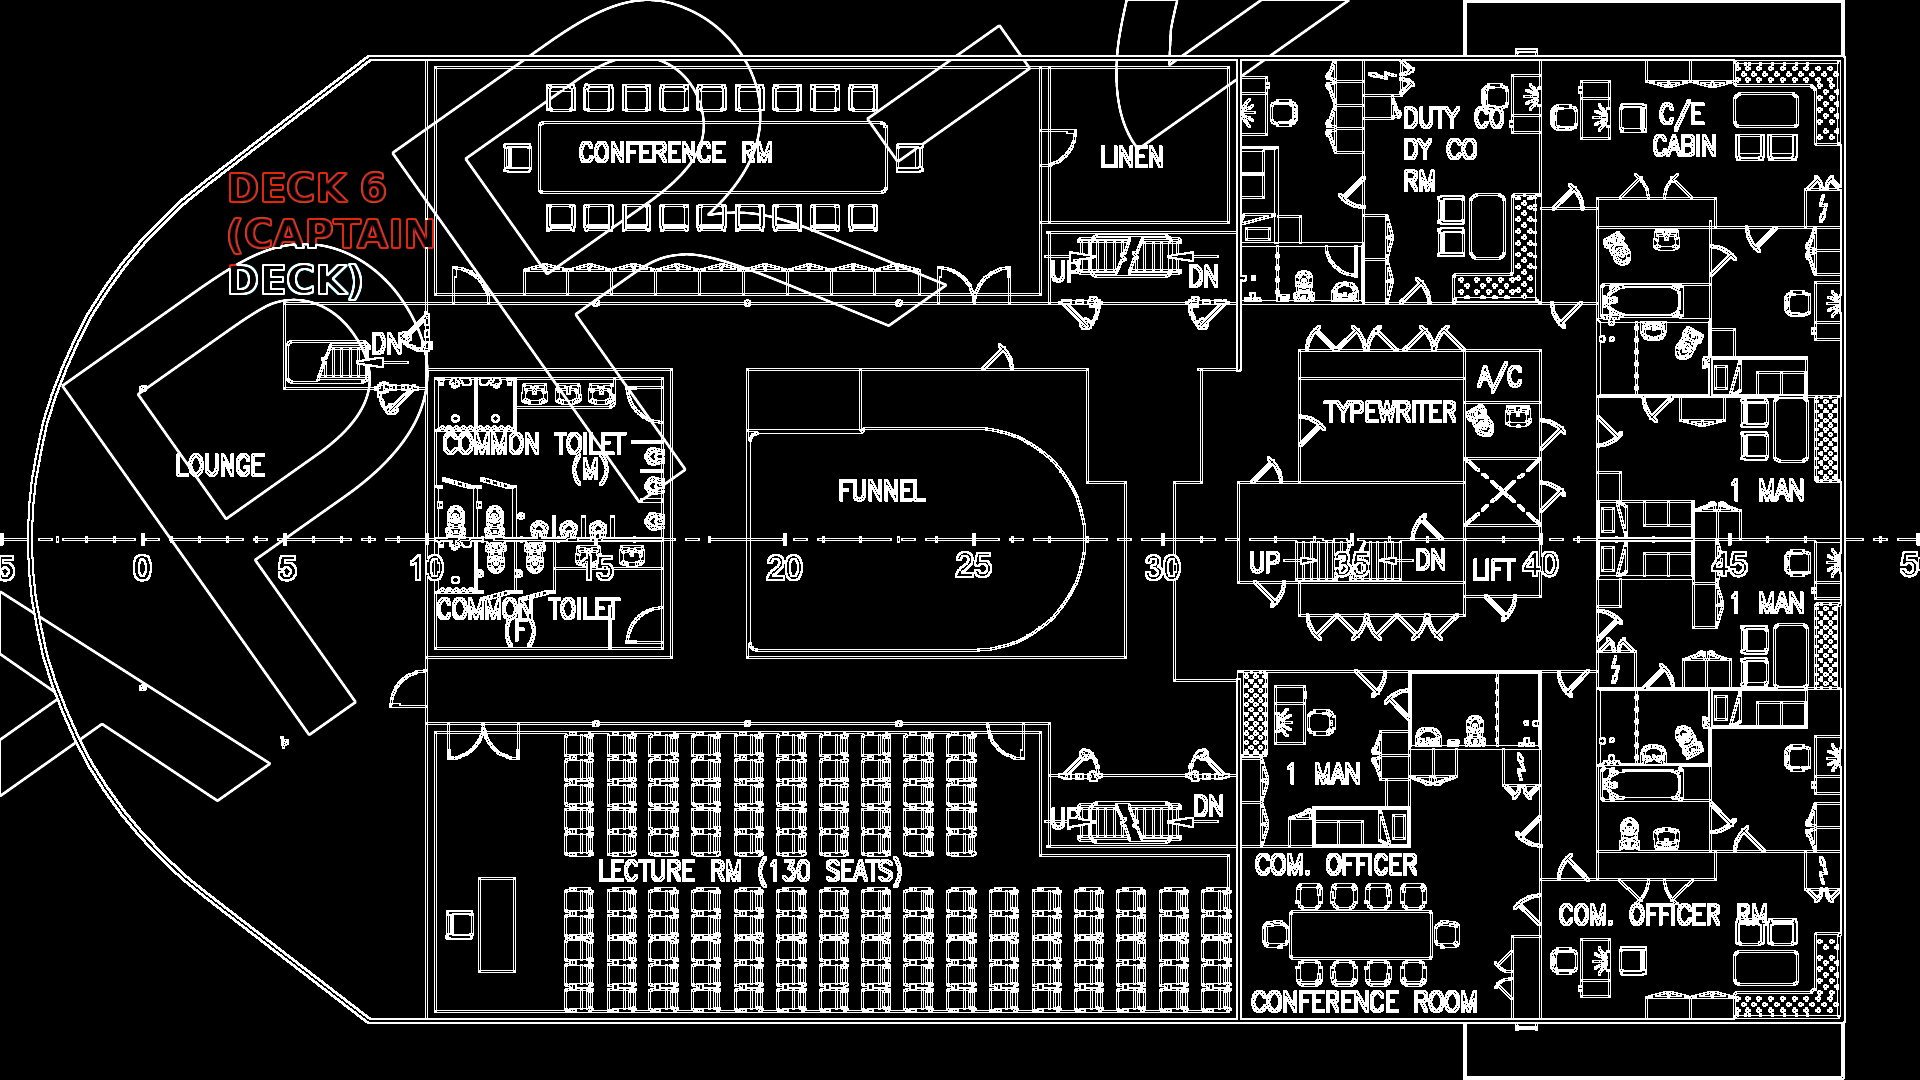 DECK 6
(CAPTAIN
DECK)
CONFERENCE RM
LINEN
DUTY CO
DY CO
RM
C/E
CABIN
UP
DN
DN
A/C
TYPEWRITER
COMMON TOILET
(M)
LOUNGE
FUNNEL
1 MAN
UP
DN
LIFT
0
5
10
15
20
25
30
35
40
45
1 MAN
COMMON TOILET
(F)
1 MAN
UP
DN
LECTURE RM (130 SEATS)
COM. OFFICER
COM. OFFICER RM
CONFERENCE ROOM